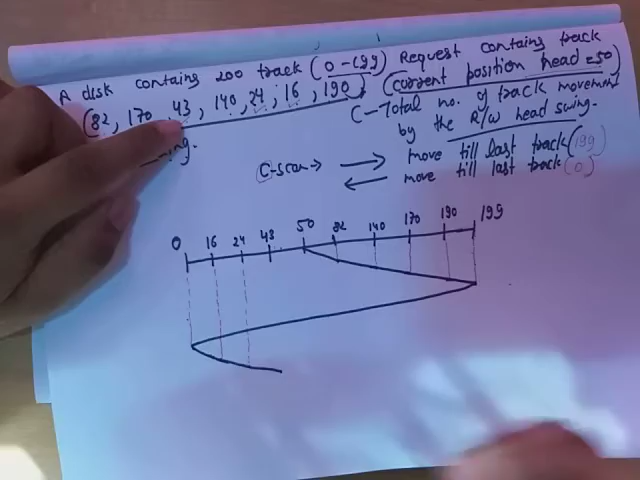 A disk contains 200 track (0-199) Request contains track
(82, 170, 43, 140, 24, 16, 190) (current position head = 50)
C-Total no. of track movement
by the R/W head swing.
C-scan → move till last track (199)
move till last track (0)
0 16 24 43 50 82 140 170 190 199